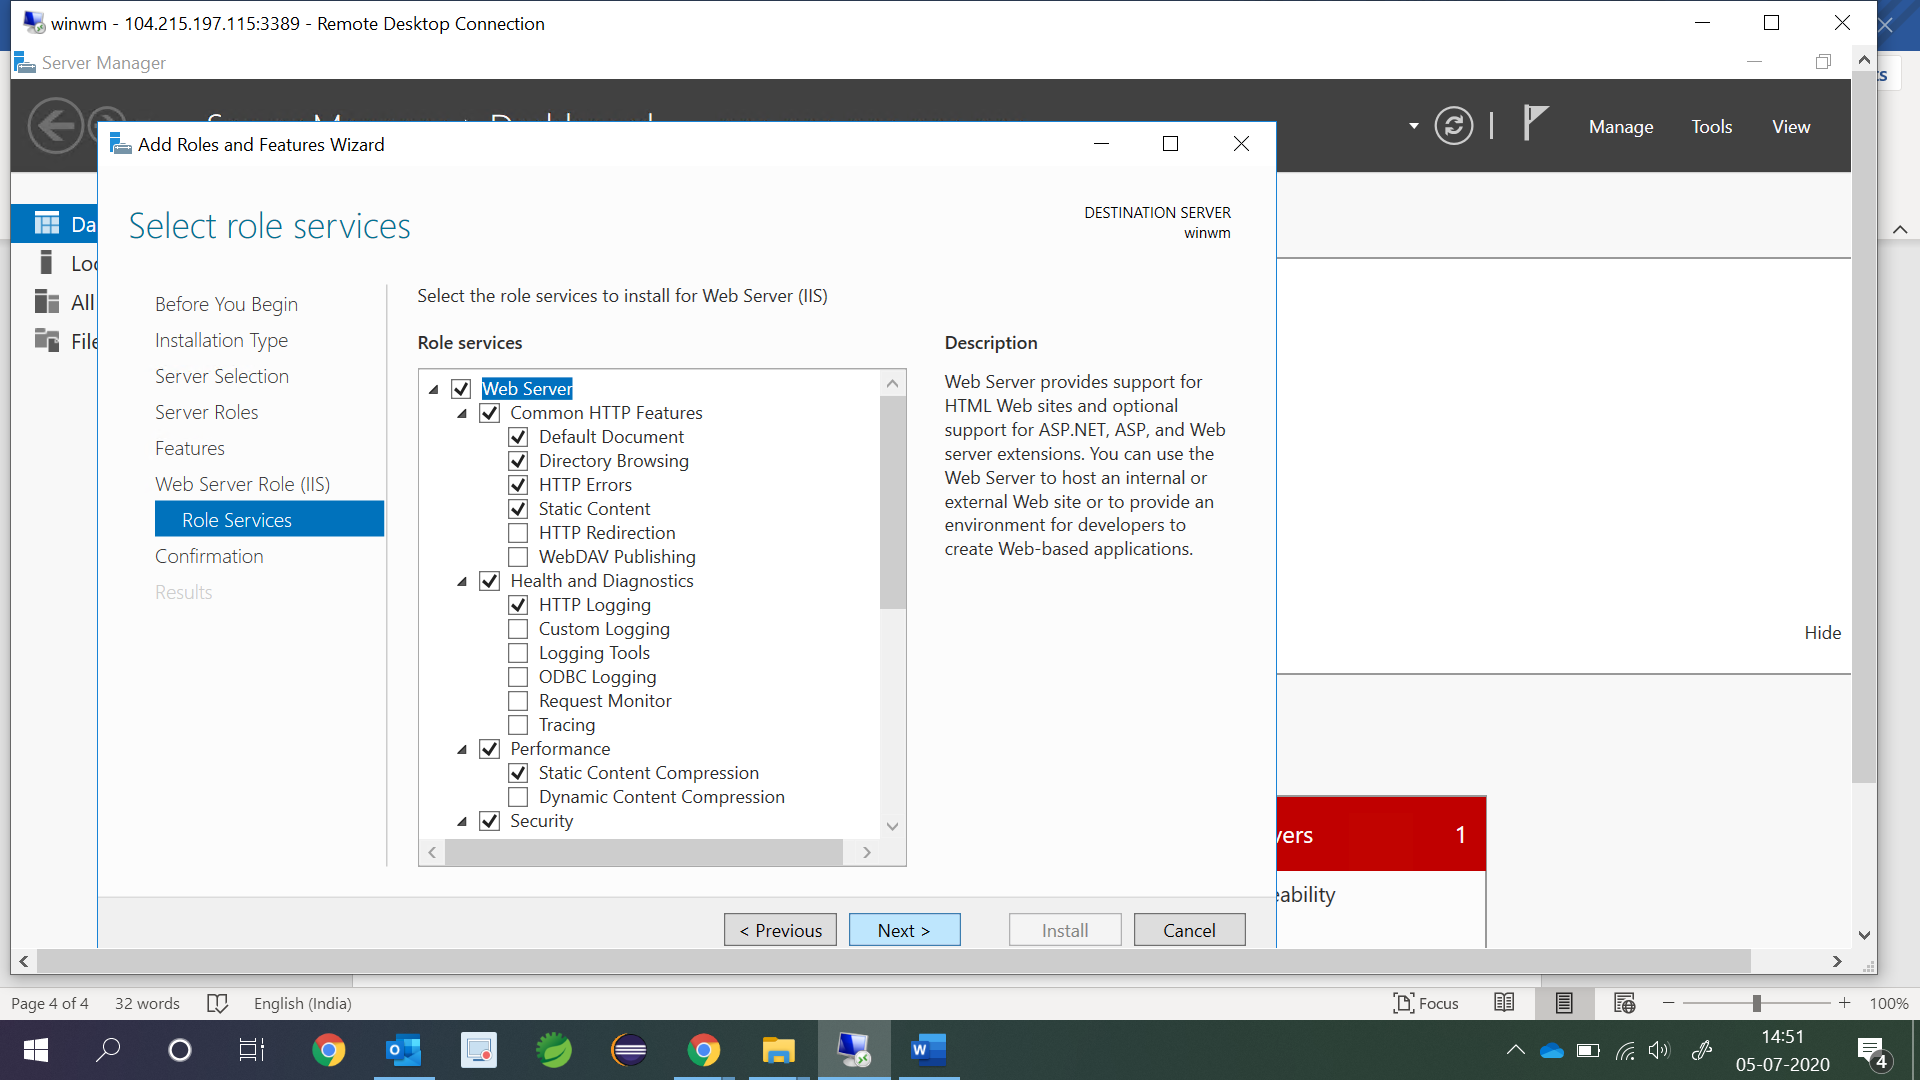 winwm - 104.215.197.115:3389 - Remote Desktop Connection
Server Manager
Manage
Tools
View
Add Roles and Features Wizard
Select role services
DESTINATION SERVER
winwm
Da
Loc
All
File
Before You Begin
Installation Type
Server Selection
Server Roles
Features
Web Server Role (IIS)
Role Services
Confirmation
Results
Select the role services to install for Web Server (IIS)
Role services
Web Server
Common HTTP Features
Default Document
Directory Browsing
HTTP Errors
Static Content
HTTP Redirection
WebDAV Publishing
Health and Diagnostics
HTTP Logging
Custom Logging
Logging Tools
ODBC Logging
Request Monitor
Tracing
Performance
Static Content Compression
Dynamic Content Compression
Security
Description
Web Server provides support for
HTML Web sites and optional
support for ASP.NET, ASP, and Web
server extensions. You can use the
Web Server to host an internal or
external Web site or to provide an
environment for developers to
create Web-based applications.
Hide
vers 1
eability
< Previous
Next >
Install
Cancel
Page 4 of 4
32 words
English (India)
Focus
100%
14:51
05-07-2020
4